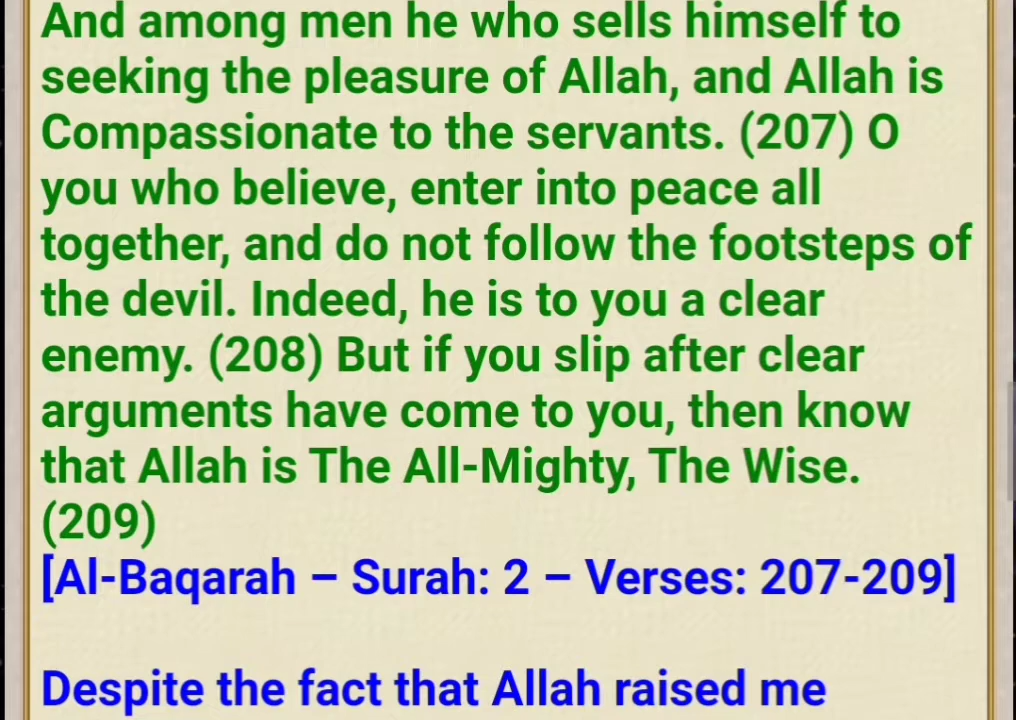 And among men he who sells himself to
seeking the pleasure of Allah, and Allah is
Compassionate to the servants. (207) O
you who believe, enter into peace all
together, and do not follow the footsteps of
the devil. Indeed, he is to you a clear
enemy. (208) But if you slip after clear
arguments have come to you, then know
that Allah is The All-Mighty, The Wise.
(209)
[Al-Baqarah – Surah: 2 – Verses: 207-209]
Despite the fact that Allah raised me